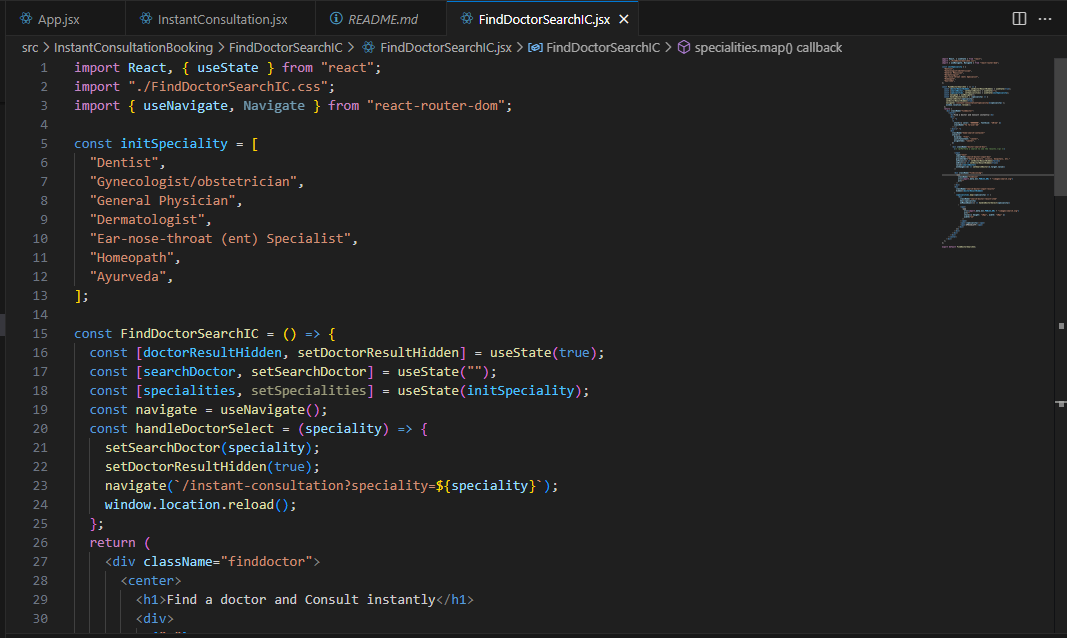 App.jsx InstantConsultation.jsx README.md FindDoctorSearchIC.jsx
src > InstantConsultationBooking > FindDoctorSearchIC > FindDoctorSearchIC.jsx > FindDoctorSearchIC > specialities.map() callback
1 import React, { useState } from "react";
2 import "./FindDoctorSearchIC.css";
3 import { useNavigate, Navigate } from "react-router-dom";
4
5 const initSpeciality = [
6 "Dentist",
7 "Gynecologist/obstetrician",
8 "General Physician",
9 "Dermatologist",
10 "Ear-nose-throat (ent) Specialist",
11 "Homeopath",
12 "Ayurveda",
13 ];
14
15 const FindDoctorSearchIC = () => {
16 const [doctorResultHidden, setDoctorResultHidden] = useState(true);
17 const [searchDoctor, setSearchDoctor] = useState("");
18 const [specialities, setSpecialities] = useState(initSpeciality);
19 const navigate = useNavigate();
20 const handleDoctorSelect = (speciality) => {
21 setSearchDoctor(speciality);
22 setDoctorResultHidden(true);
23 navigate(`/instant-consultation?speciality=${speciality}`);
24 window.location.reload();
25 };
26 return (
27 <div className="finddoctor">
28 <center>
29 <h1>Find a doctor and Consult instantly</h1>
30 <div>